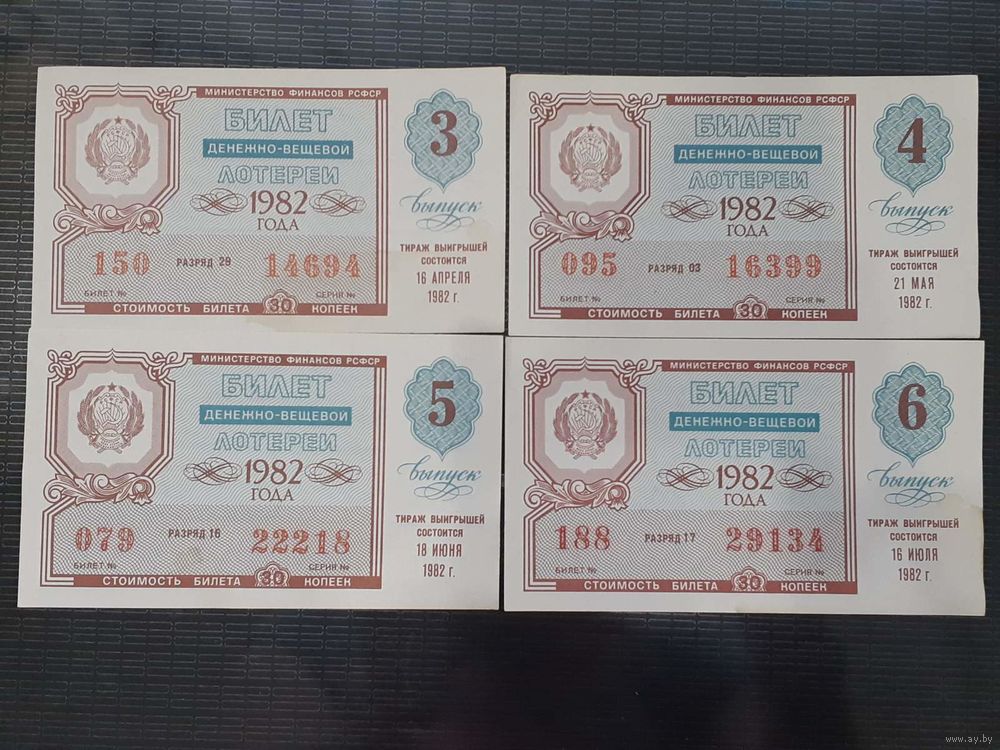 МИНИСТЕРСТВО ФИНАНСОВ РСФСР
БИЛЕТ
ДЕНЕЖНО-ВЕЩЕВОЙ
ЛОТЕРЕИ
1982
ГОДА
150 РАЗРЯД 29 14694
БИЛЕТ № СЕРИЯ №
СТОИМОСТЬ БИЛЕТА 30 КОПЕЕК
3
выпуск
ТИРАЖ ВЫИГРЫШЕЙ
СОСТОИТСЯ
16 АПРЕЛЯ
1982 г.
МИНИСТЕРСТВО ФИНАНСОВ РСФСР
БИЛЕТ
ДЕНЕЖНО-ВЕЩЕВОЙ
ЛОТЕРЕИ
1982
ГОДА
095 РАЗРЯД 03 16399
БИЛЕТ № СЕРИЯ №
СТОИМОСТЬ БИЛЕТА 30 КОПЕЕК
4
выпуск
ТИРАЖ ВЫИГРЫШЕЙ
СОСТОИТСЯ
21 МАЯ
1982 г.
МИНИСТЕРСТВО ФИНАНСОВ РСФСР
БИЛЕТ
ДЕНЕЖНО-ВЕЩЕВОЙ
ЛОТЕРЕИ
1982
ГОДА
079 РАЗРЯД 16 22218
БИЛЕТ № СЕРИЯ №
СТОИМОСТЬ БИЛЕТА 30 КОПЕЕК
5
выпуск
ТИРАЖ ВЫИГРЫШЕЙ
СОСТОИТСЯ
18 ИЮНЯ
1982 г.
МИНИСТЕРСТВО ФИНАНСОВ РСФСР
БИЛЕТ
ДЕНЕЖНО-ВЕЩЕВОЙ
ЛОТЕРЕИ
1982
ГОДА
188 РАЗРЯД 17 29134
БИЛЕТ № СЕРИЯ №
СТОИМОСТЬ БИЛЕТА 30 КОПЕЕК
6
выпуск
ТИРАЖ ВЫИГРЫШЕЙ
СОСТОИТСЯ
16 ИЮЛЯ
1982 г.
www.ay.by